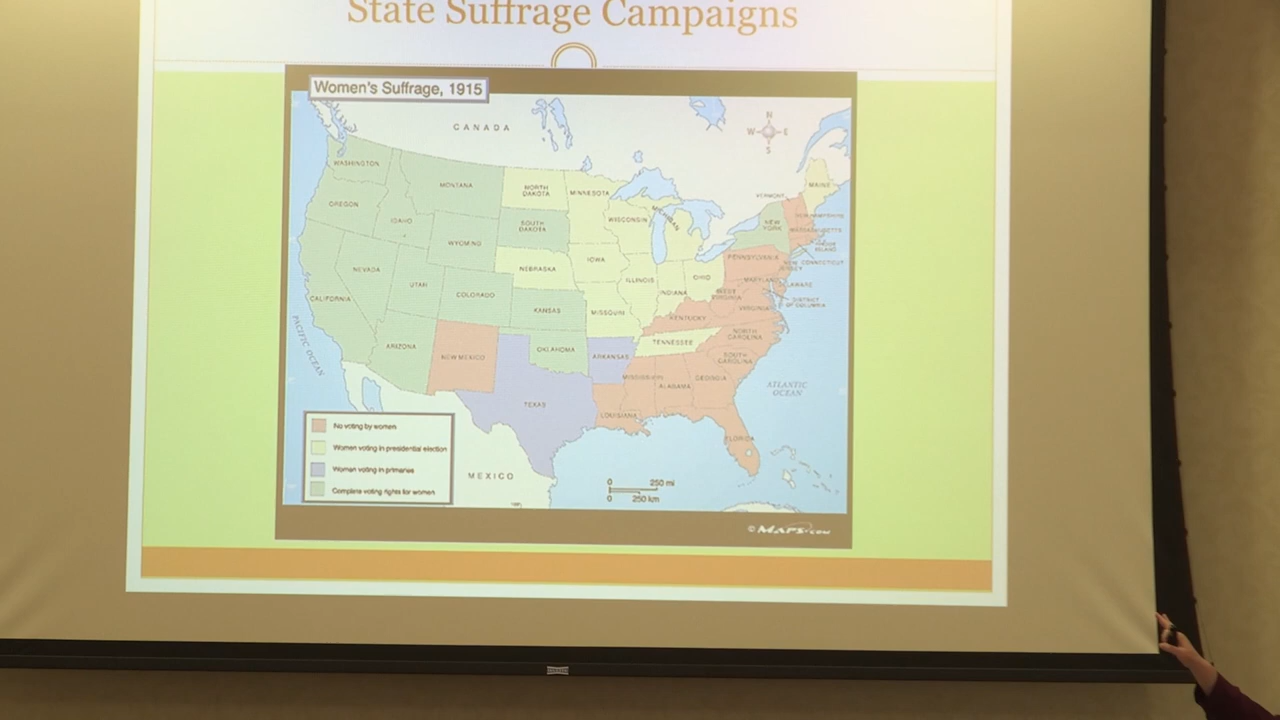 State Suffrage Campaigns
Women's Suffrage, 1915
CANADA
N
W E
S
WASHINGTON
MONTANA
NORTH
DAKOTA
MINNESOTA
VERMONT
MAINE
OREGON
IDAHO
SOUTH
DAKOTA
WISCONSIN
MICHIGAN
NEW
YORK
NEW HAMPSHIRE
MASSACHUSETTS
RHODE
ISLAND
CONNECTICUT
WYOMING
NEBRASKA
IOWA
PENNSYLVANIA
NEW
JERSEY
NEVADA
UTAH
COLORADO
ILLINOIS
INDIANA
OHIO
MARYLAND
DELAWARE
DISTRICT
OF COLUMBIA
CALIFORNIA
KANSAS
MISSOURI
WEST
VIRGINIA
VIRGINIA
KENTUCKY
PACIFIC OCEAN
ARIZONA
NEW MEXICO
OKLAHOMA
ARKANSAS
TENNESSEE
NORTH
CAROLINA
SOUTH
CAROLINA
TEXAS
MISSISSIPPI
ALABAMA
GEORGIA
ATLANTIC
OCEAN
LOUISIANA
FLORIDA
No voting by women
Women voting in presidential election
Women voting in primaries
Complete voting rights for women
MEXICO
0 250 mi
0 250 km
© MAPS.COM